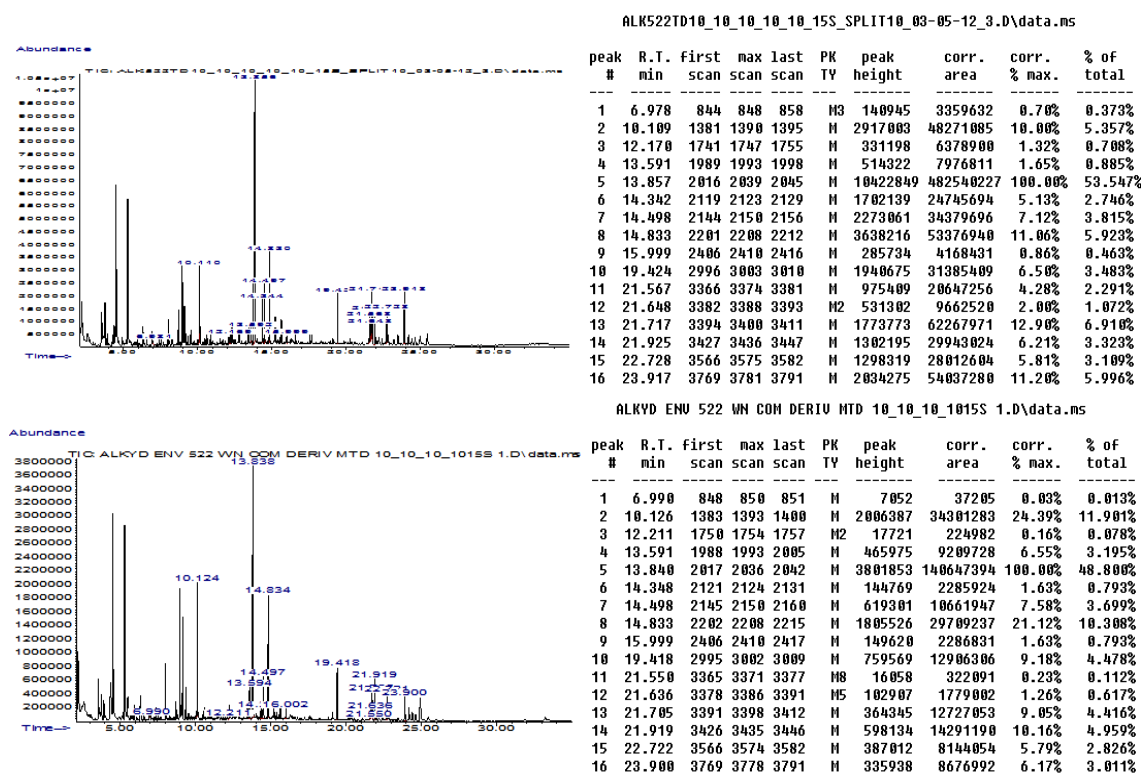 ALK522TD10_10_10_10_10_15S_SPLIT10_03-05-12_3.D\data.ms
peak R.T. first max last PK peak corr. corr. % of
# min scan scan scan TY height area % max. total
--- ----- ----- ---- ---- --- ------- ------- ------ -------
1 6.978 844 848 858 M3 140945 3359632 0.70% 0.373%
2 10.109 1381 1390 1395 M 2917003 48271085 10.00% 5.357%
3 12.170 1741 1747 1755 M 331198 6378900 1.32% 0.708%
4 13.591 1989 1993 1998 M 514322 7976811 1.65% 0.885%
5 13.857 2016 2039 2045 M 10422849 482540227 100.00% 53.547%
6 14.342 2119 2123 2129 M 1702139 24745694 5.13% 2.746%
7 14.498 2144 2150 2156 M 2273061 34379696 7.12% 3.815%
8 14.833 2201 2208 2212 M 3638216 53376940 11.06% 5.923%
9 15.999 2406 2410 2416 M 285734 4168431 0.86% 0.463%
10 19.424 2996 3003 3010 M 1940675 31385409 6.50% 3.483%
11 21.567 3366 3374 3381 M 975409 20647256 4.28% 2.291%
12 21.648 3382 3388 3393 M2 531302 9662520 2.00% 1.072%
13 21.717 3394 3400 3411 M 1773773 62267971 12.90% 6.910%
14 21.925 3427 3436 3447 M 1302195 29943024 6.21% 3.323%
15 22.728 3566 3575 3582 M 1298319 28012604 5.81% 3.109%
16 23.917 3769 3781 3791 M 2034275 54037280 11.20% 5.996%
Abundance
Time-->
ALKYD ENV 522 WN COM DERIV MTD 10_10_10_1015S 1.D\data.ms
peak R.T. first max last PK peak corr. corr. % of
# min scan scan scan TY height area % max. total
--- ----- ----- ---- ---- --- ------- ------- ------ -------
1 6.990 848 850 851 M 7052 37205 0.03% 0.013%
2 10.126 1383 1393 1400 M 2006387 34301283 24.39% 11.901%
3 12.211 1750 1754 1757 M2 17721 224982 0.16% 0.078%
4 13.591 1988 1993 2005 M 465975 9209728 6.55% 3.195%
5 13.840 2017 2036 2042 M 3801853 140647394 100.00% 48.800%
6 14.348 2121 2124 2131 M 144769 2285924 1.63% 0.793%
7 14.498 2145 2150 2160 M 619301 10661947 7.58% 3.699%
8 14.833 2202 2208 2215 M 1805526 29709237 21.12% 10.308%
9 15.999 2406 2410 2417 M 149620 2286831 1.63% 0.793%
10 19.418 2995 3002 3009 M 759569 12906306 9.18% 4.478%
11 21.550 3365 3371 3377 M8 16058 322091 0.23% 0.112%
12 21.636 3378 3386 3391 M5 102907 1779002 1.26% 0.617%
13 21.705 3391 3398 3412 M 364345 12727053 9.05% 4.416%
14 21.919 3426 3435 3446 M 598134 14291190 10.16% 4.959%
15 22.722 3566 3574 3582 M 387012 8144054 5.79% 2.826%
16 23.900 3769 3778 3791 M 335938 8676992 6.17% 3.011%
Abundance
TIC: ALKYD ENV 522 WN COM DERIV MTD 10_10_10_1015S 1.D\data.ms
3800000
13.838
3600000
3400000
3200000
3000000
2800000
2600000
2400000
2200000
2000000
10.124
1800000
14.834
1600000
1400000
1200000
1000000
800000
19.418
600000
14.497
21.919
400000
13.594
23.900
200000
6.990
12.211
16.002
21.636
21.550
5.00
10.00
15.00
20.00
25.00
30.00
Time-->